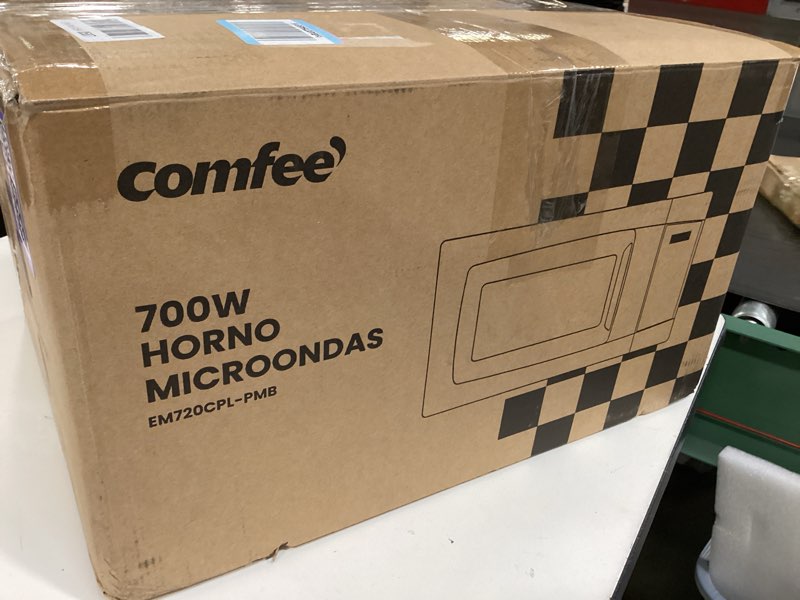 comfee'
700W
HORNO
MICROONDAS
EM720CPL-PMB